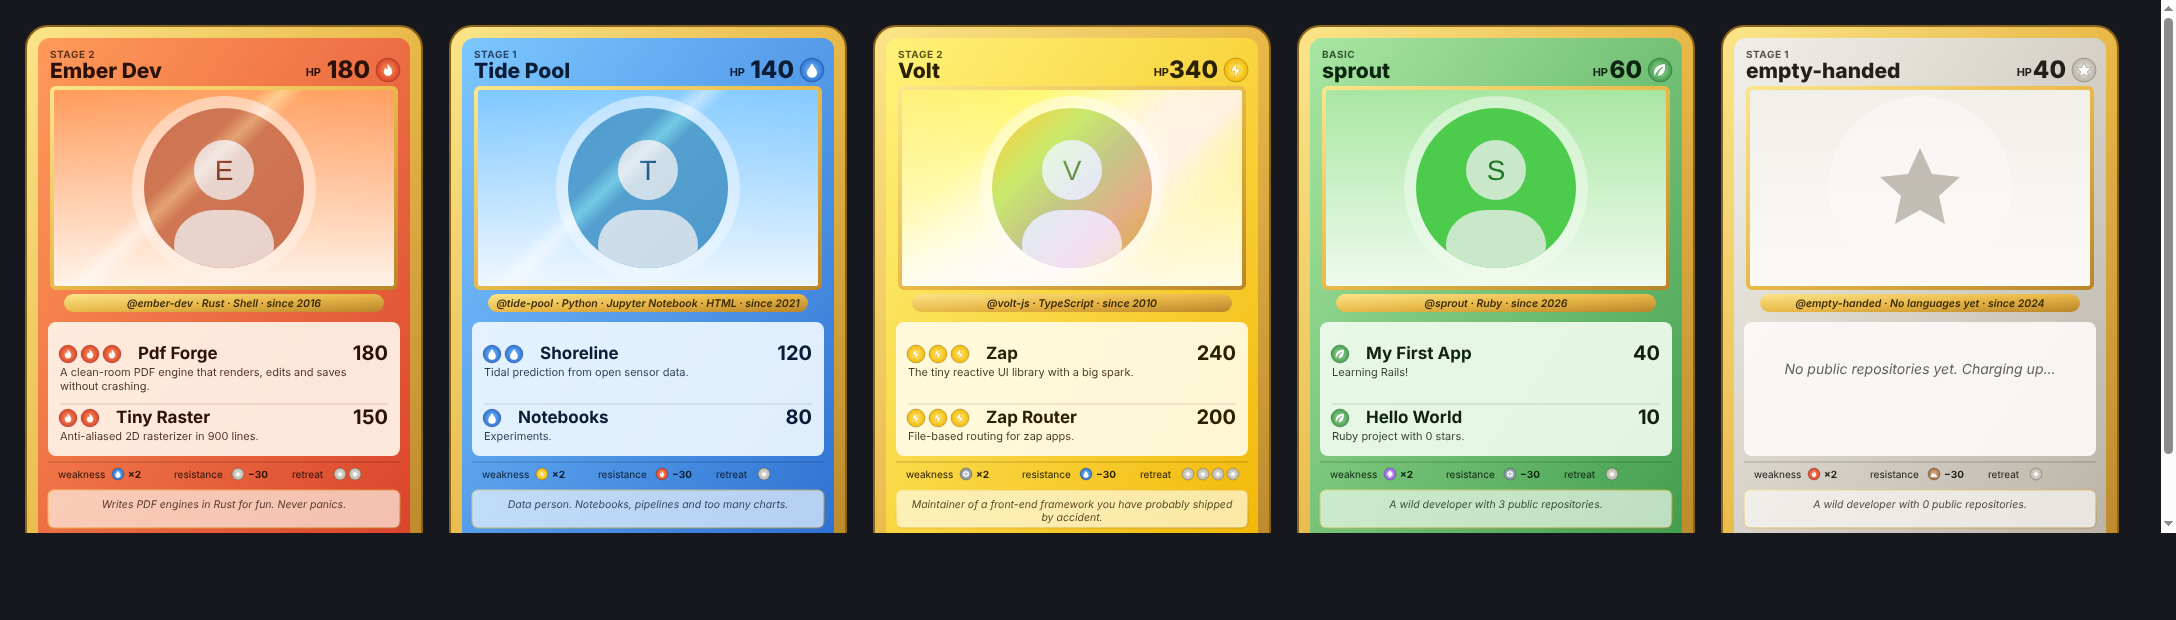 STAGE 2
Ember Dev
HP 180
E
@ember-dev · Rust · Shell · since 2016
Pdf Forge 180
A clean-room PDF engine that renders, edits and saves
without crashing.
Tiny Raster 150
Anti-aliased 2D rasterizer in 900 lines.
weakness ×2 resistance −30 retreat
Writes PDF engines in Rust for fun. Never panics.
STAGE 1
Tide Pool
HP 140
T
@tide-pool · Python · Jupyter Notebook · HTML · since 2021
Shoreline 120
Tidal prediction from open sensor data.
Notebooks 80
Experiments.
weakness ×2 resistance −30 retreat
Data person. Notebooks, pipelines and too many charts.
STAGE 2
Volt
HP 340
V
@volt-js · TypeScript · since 2010
Zap 240
The tiny reactive UI library with a big spark.
Zap Router 200
File-based routing for zap apps.
weakness ×2 resistance −30 retreat
Maintainer of a front-end framework you have probably shipped
by accident.
BASIC
sprout
HP 60
S
@sprout · Ruby · since 2026
My First App 40
Learning Rails!
Hello World 10
Ruby project with 0 stars.
weakness ×2 resistance −30 retreat
A wild developer with 3 public repositories.
STAGE 1
empty-handed
HP 40
@empty-handed · No languages yet · since 2024
No public repositories yet. Charging up…
weakness ×2 resistance −30 retreat
A wild developer with 0 public repositories.